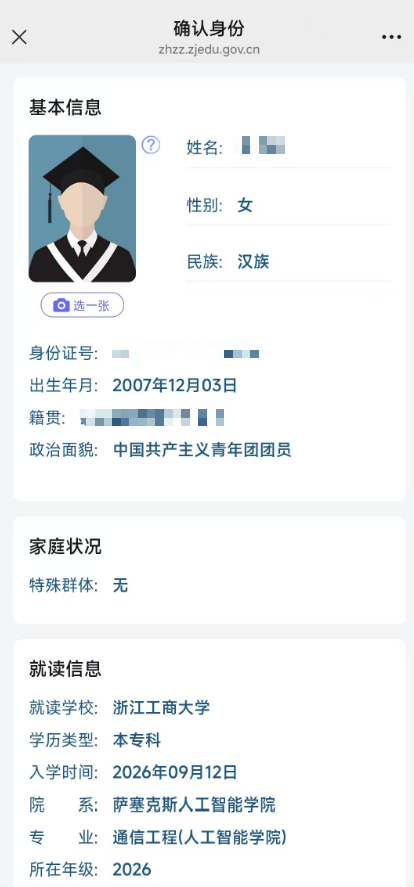 确认身份
zhzz.zjedu.gov.cn
基本信息
姓名:
性别: 女
民族: 汉族
选一张
身份证号:
出生年月: 2007年12月03日
籍贯:
政治面貌: 中国共产主义青年团团员
家庭状况
特殊群体: 无
就读信息
就读学校: 浙江工商大学
学历类型: 本专科
入学时间: 2026年09月12日
院 系: 萨塞克斯人工智能学院
专 业: 通信工程(人工智能学院)
所在年级: 2026